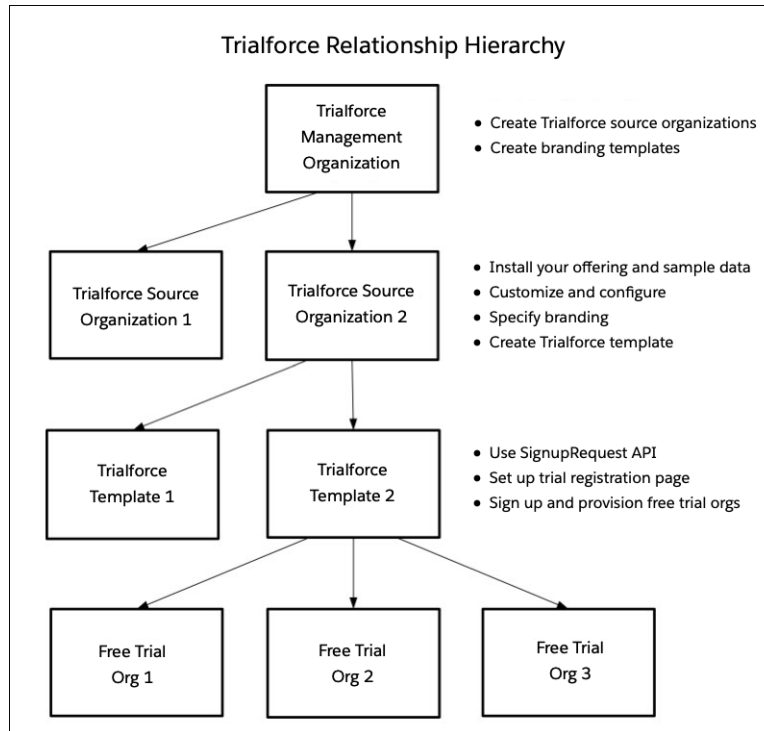 Trialforce Relationship Hierarchy
Trialforce
Management
Organization
• Create Trialforce source organizations
• Create branding templates
Trialforce Source
Organization 1
Trialforce Source
Organization 2
• Install your offering and sample data
• Customize and configure
• Specify branding
• Create Trialforce template
Trialforce
Template 1
Trialforce
Template 2
• Use SignupRequest API
• Set up trial registration page
• Sign up and provision free trial orgs
Free Trial
Org 1
Free Trial
Org 2
Free Trial
Org 3